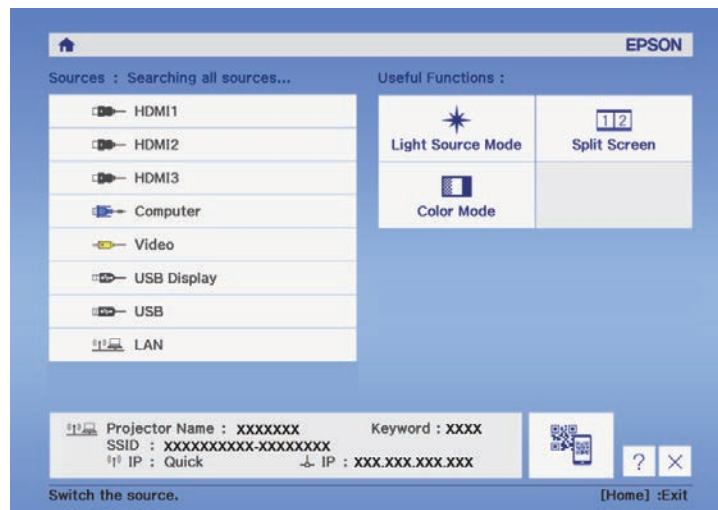 EPSON
Sources : Searching all sources...
Useful Functions :
HDMI1
HDMI2
HDMI3
Computer
Video
USB Display
USB
LAN
Light Source Mode
1 2
Split Screen
Color Mode
Projector Name : XXXXXXX
Keyword : XXXX
SSID : XXXXXXXXXX-XXXXXXXX
IP : Quick
IP : XXX.XXX.XXX.XXX
?
Switch the source.
[Home] :Exit